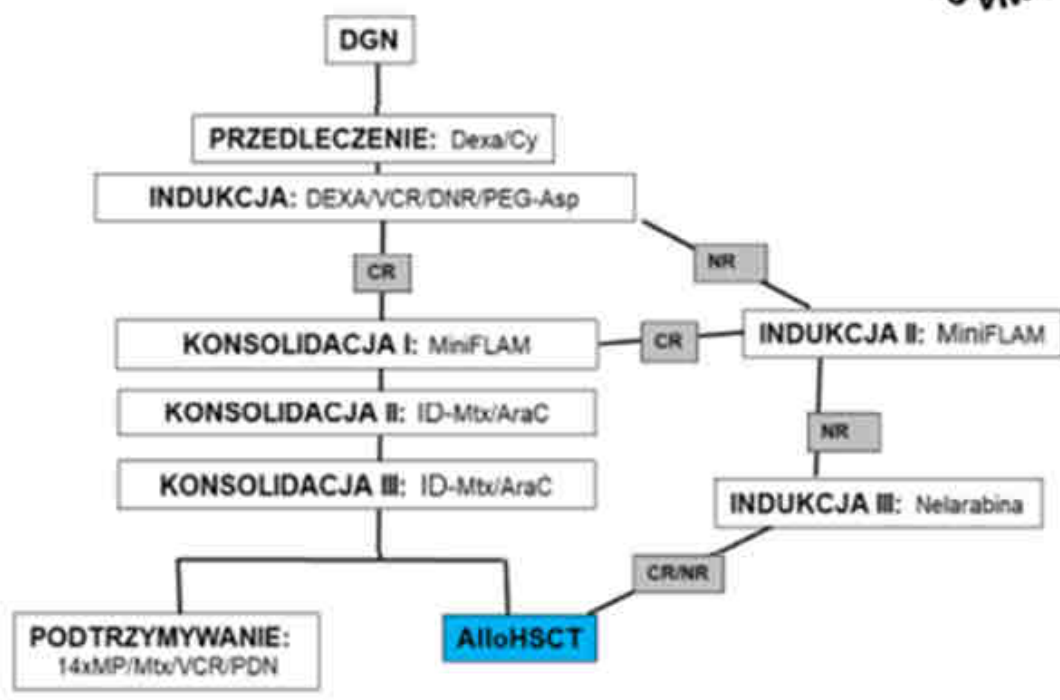 DGN
PRZEDLECZENIE: Dexa/Cy
INDUKCJA: DEXA/VCR/DNR/PEG-Asp
CR
NR
KONSOLIDACJA I: MiniFLAM
CR
INDUKCJA II: MiniFLAM
KONSOLIDACJA II: ID-Mtx/AraC
NR
KONSOLIDACJA III: ID-Mtx/AraC
INDUKCJA III: Nelarabina
CR/NR
PODTRZYMYWANIE:
14xMP/Mtx/VCR/PDN
AlloHSCT